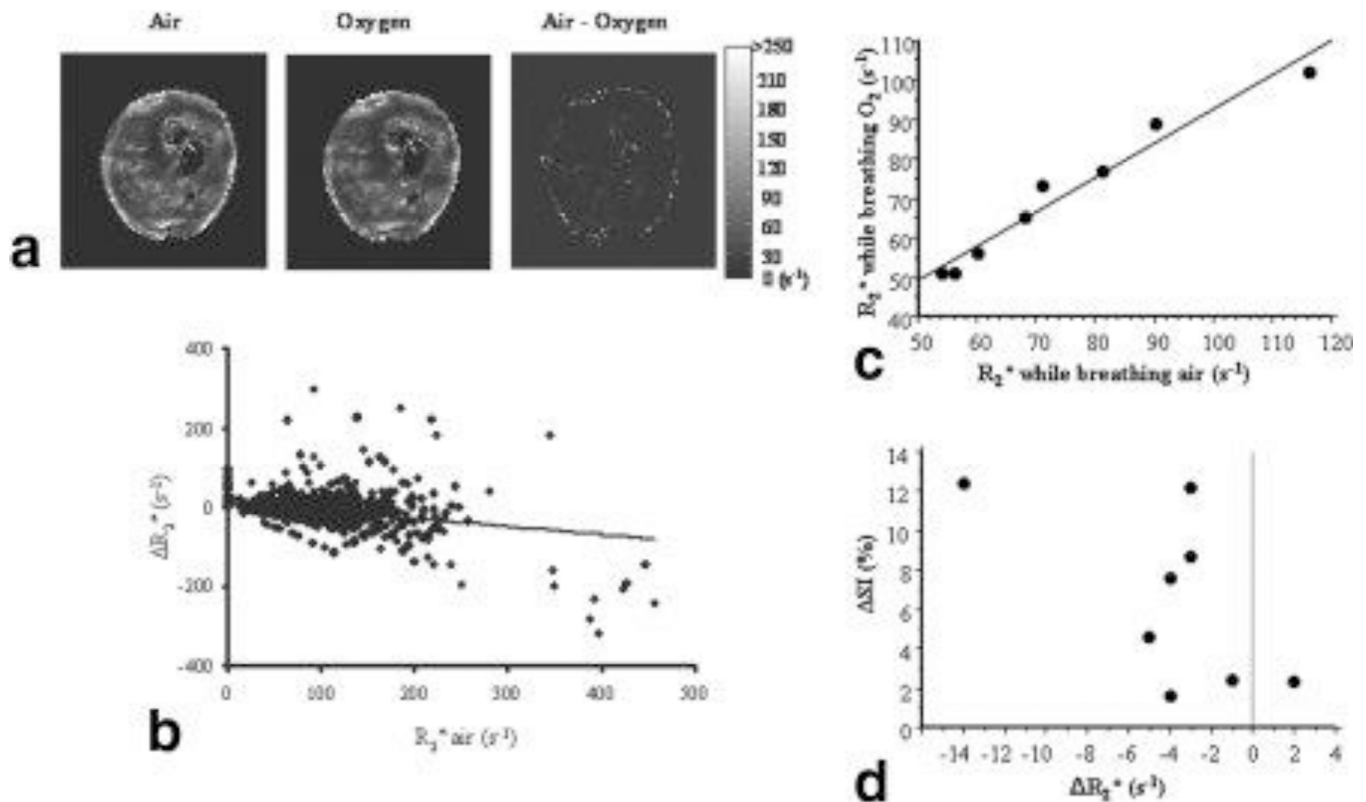 Air Oxygen Air - Oxygen
>250
210
180
150
120
90
60
30
0 (s⁻¹)
a
R₂* while breathing O₂ (s⁻¹)
110
100
90
80
70
60
50
40
50 60 70 80 90 100 110 120
R₂* while breathing air (s⁻¹)
c
ΔR₂* (s⁻¹)
400
200
0
-200
-400
0 100 200 300 400 500
R₂* air (s⁻¹)
b
ΔSI (%)
14
12
10
8
6
4
2
0
-14 -12 -10 -8 -6 -4 -2 0 2 4
ΔR₂* (s⁻¹)
d